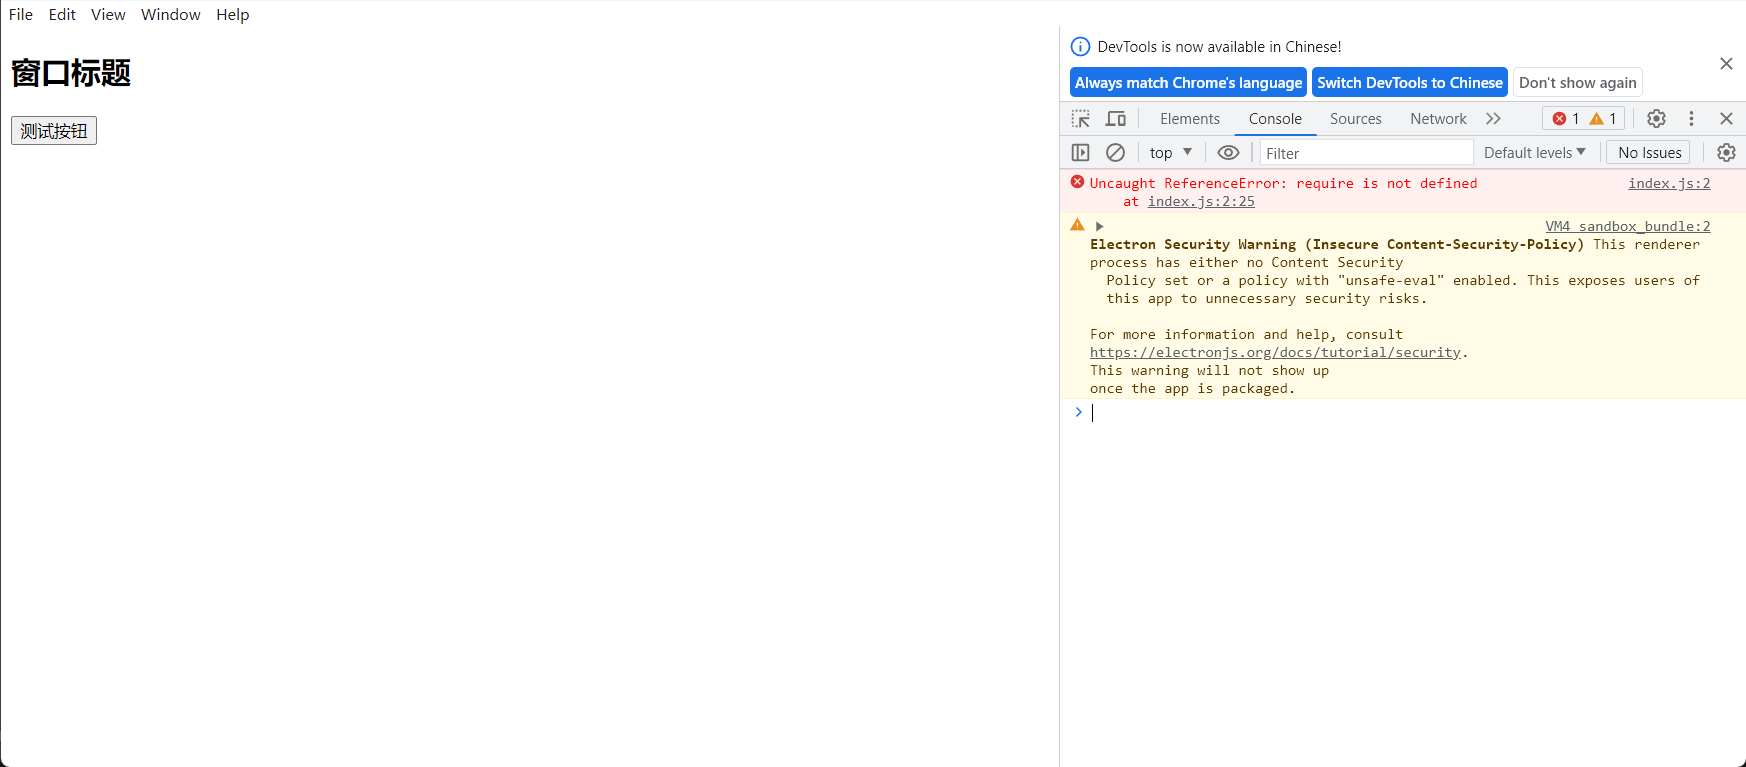 File Edit View Window Help
窗口标题
测试按钮
DevTools is now available in Chinese!
Always match Chrome's language Switch DevTools to Chinese Don't show again
Elements Console Sources Network 1 1
top Filter Default levels No Issues
Uncaught ReferenceError: require is not defined index.js:2
at index.js:2:25
VM4 sandbox_bundle:2
Electron Security Warning (Insecure Content-Security-Policy) This renderer
process has either no Content Security
Policy set or a policy with "unsafe-eval" enabled. This exposes users of
this app to unnecessary security risks.
For more information and help, consult
https://electronjs.org/docs/tutorial/security.
This warning will not show up
once the app is packaged.